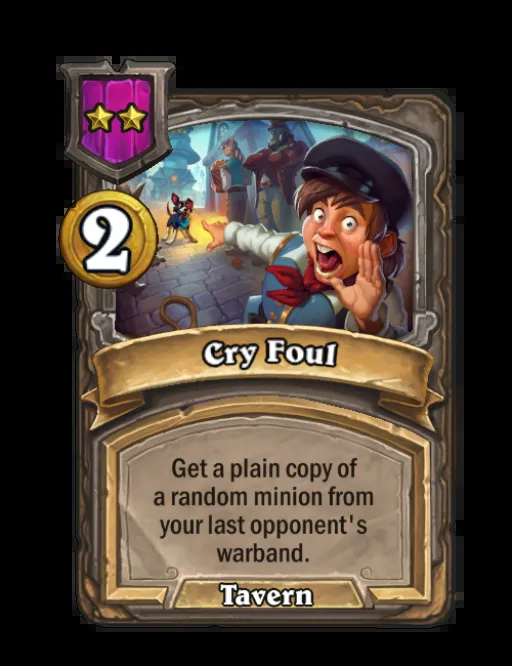 2
Cry Foul
Get a plain copy of
a random minion from
your last opponent's
warband.
Tavern